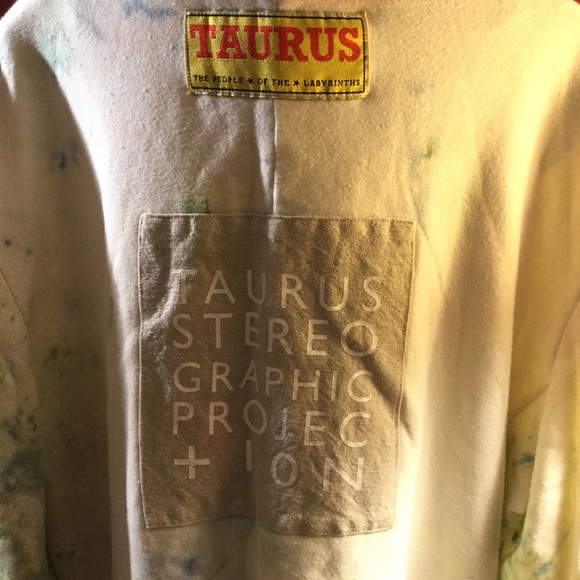 TAURUS
THE PEOPLE ★ OF THE ★ LABYRINTHS
TAURUS
STEREO
GRAPHIC
PROJEC
+ION